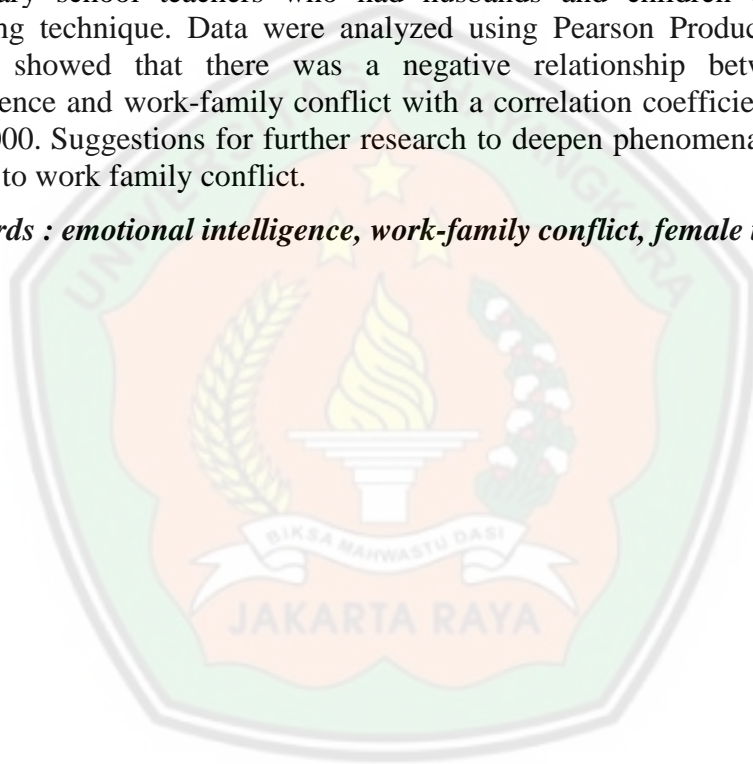 ary school teachers who had husbands and children
ng technique. Data were analyzed using Pearson Produc
showed that there was a negative relationship betw
ence and work-family conflict with a correlation coefficie
000. Suggestions for further research to deepen phenomena
to work family conflict.
rds : emotional intelligence, work-family conflict, female
UNIVERSITAS BHAYANGKARA
BIKSA MAHWASTU DASI
JAKARTA RAYA